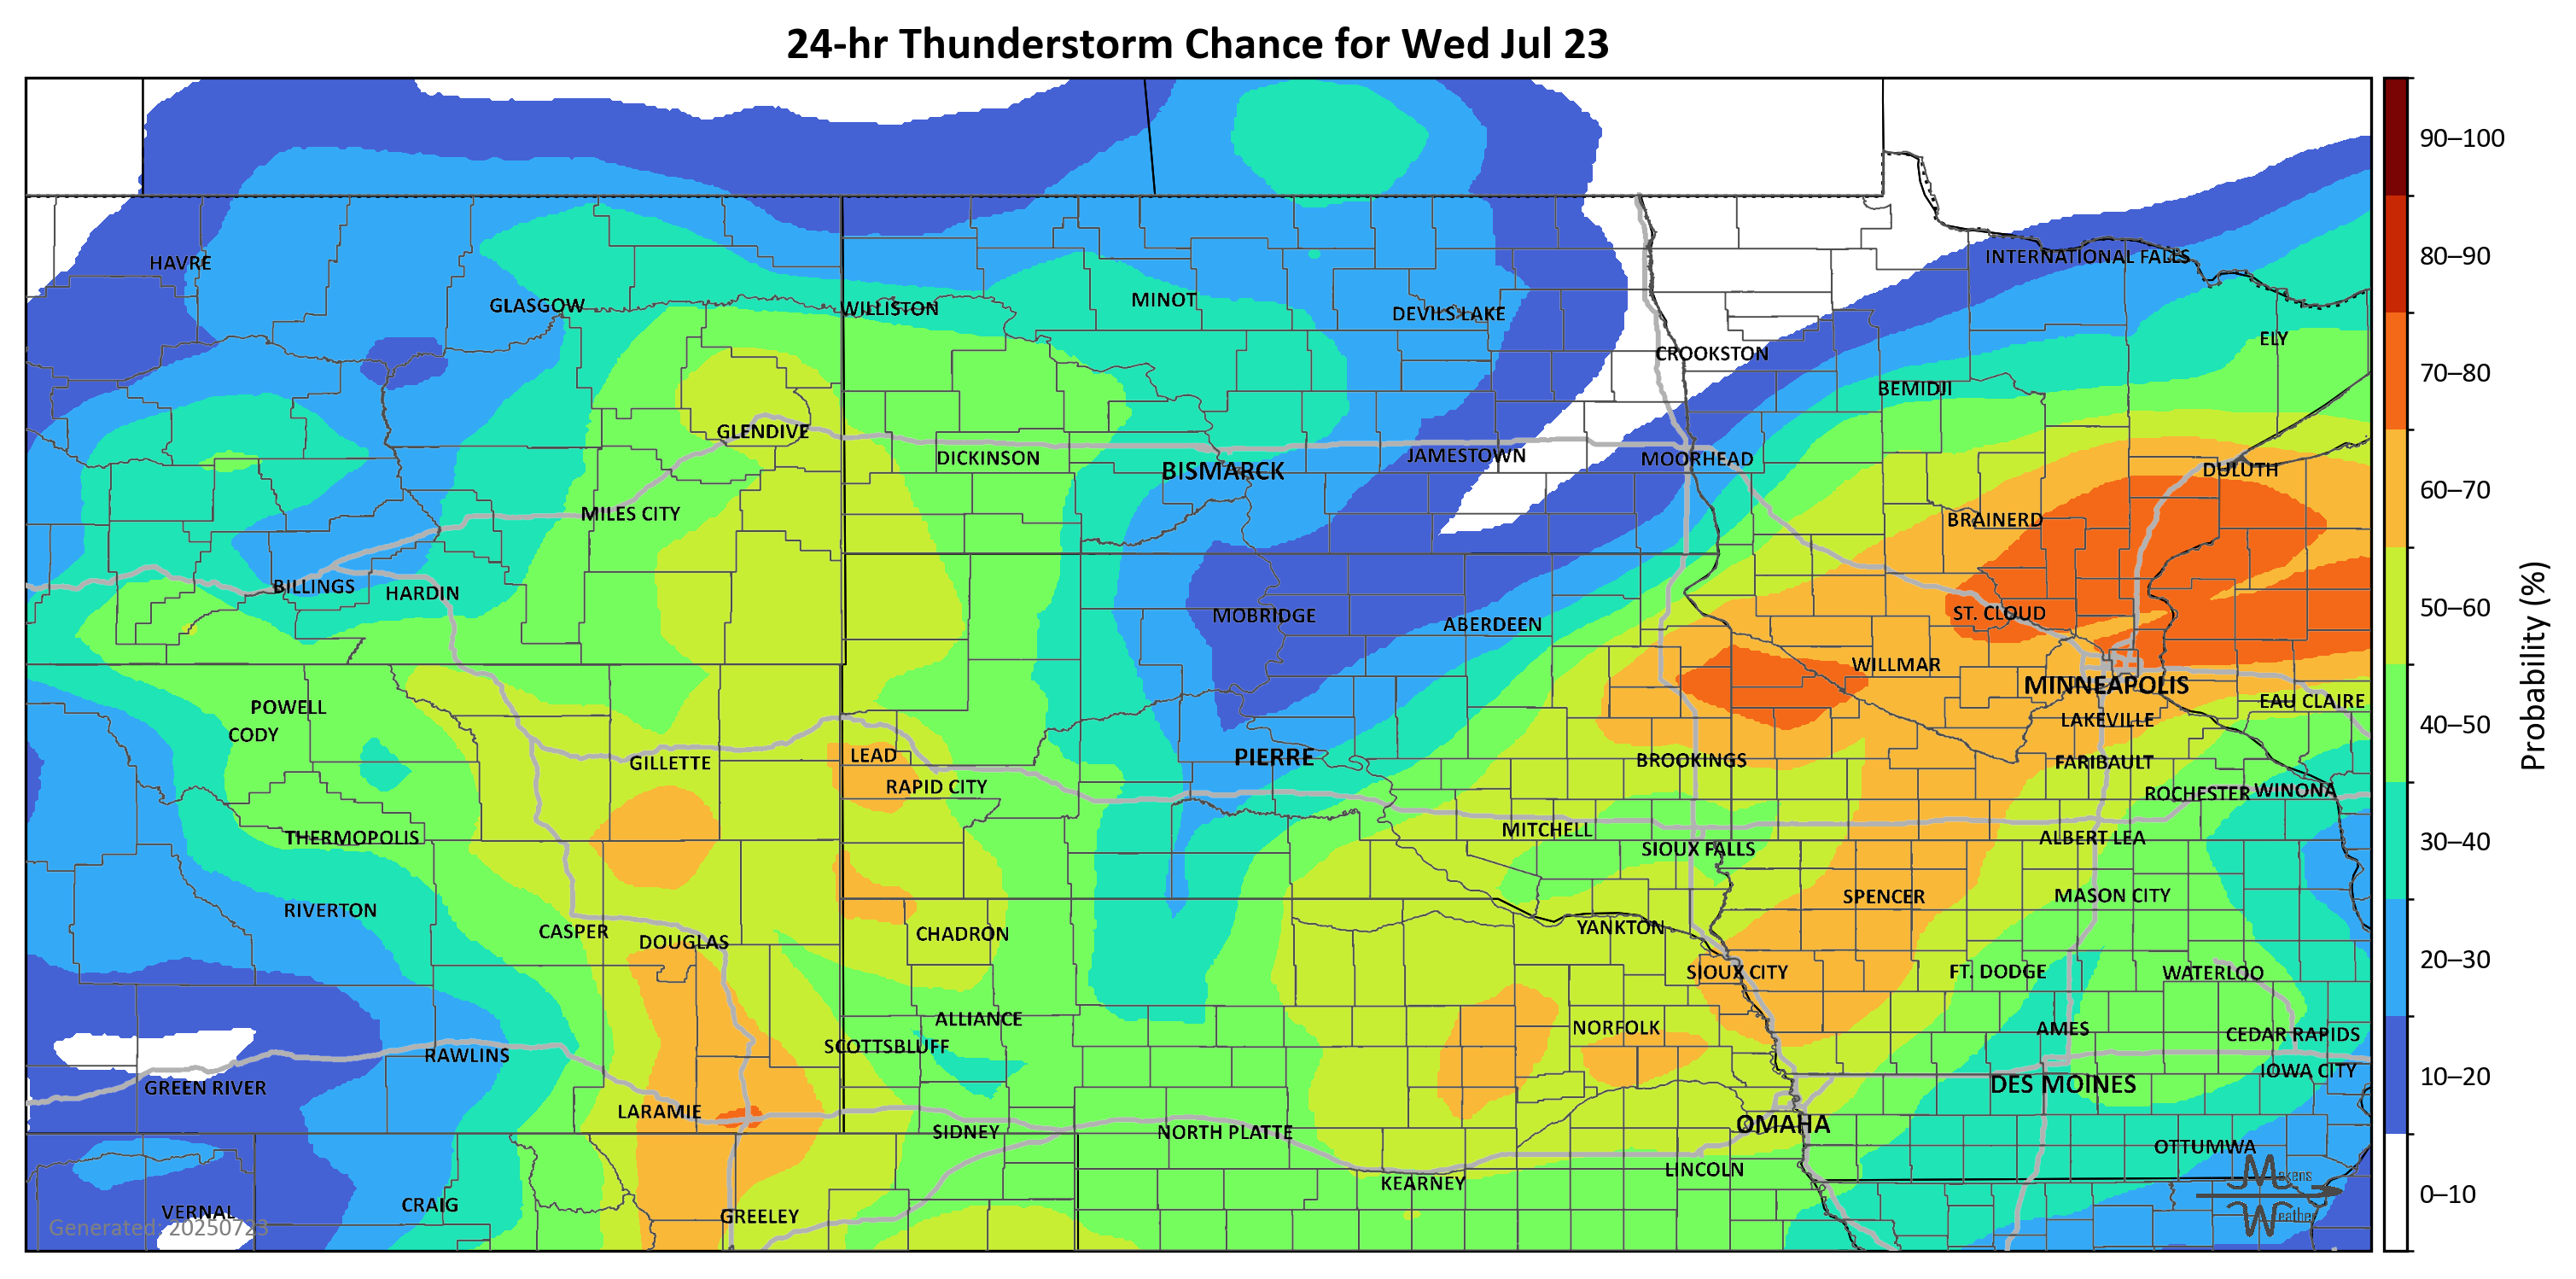 24-hr Thunderstorm Chance for Wed Jul 23
HAVRE
GLASGOW
WILLISTON
MINOT
DEVILS LAKE
INTERNATIONAL FALLS
ELY
CROOKSTON
BEMIDJI
GLENDIVE
DICKINSON
BISMARCK
JAMESTOWN
MOORHEAD
DULUTH
MILES CITY
BRAINERD
BILLINGS
HARDIN
MOBRIDGE
ABERDEEN
ST. CLOUD
WILLMAR
MINNEAPOLIS
EAU CLAIRE
POWELL
CODY
LAKEVILLE
GILLETTE
LEAD
RAPID CITY
PIERRE
BROOKINGS
FARIBAULT
ROCHESTER
WINONA
THERMOPOLIS
MITCHELL
SIOUX FALLS
ALBERT LEA
RIVERTON
CASPER
DOUGLAS
CHADRON
YANKTON
SPENCER
MASON CITY
SIOUX CITY
FT. DODGE
WATERLOO
ALLIANCE
SCOTTSBLUFF
NORFOLK
AMES
CEDAR RAPIDS
RAWLINS
GREEN RIVER
LARAMIE
DES MOINES
IOWA CITY
SIDNEY
NORTH PLATTE
OMAHA
OTTUMWA
LINCOLN
KEARNEY
VERNAL
CRAIG
GREELEY
Generated: 20250723
Makens
Weather
90–100
80–90
70–80
60–70
50–60
40–50
30–40
20–30
10–20
0–10
Probability (%)